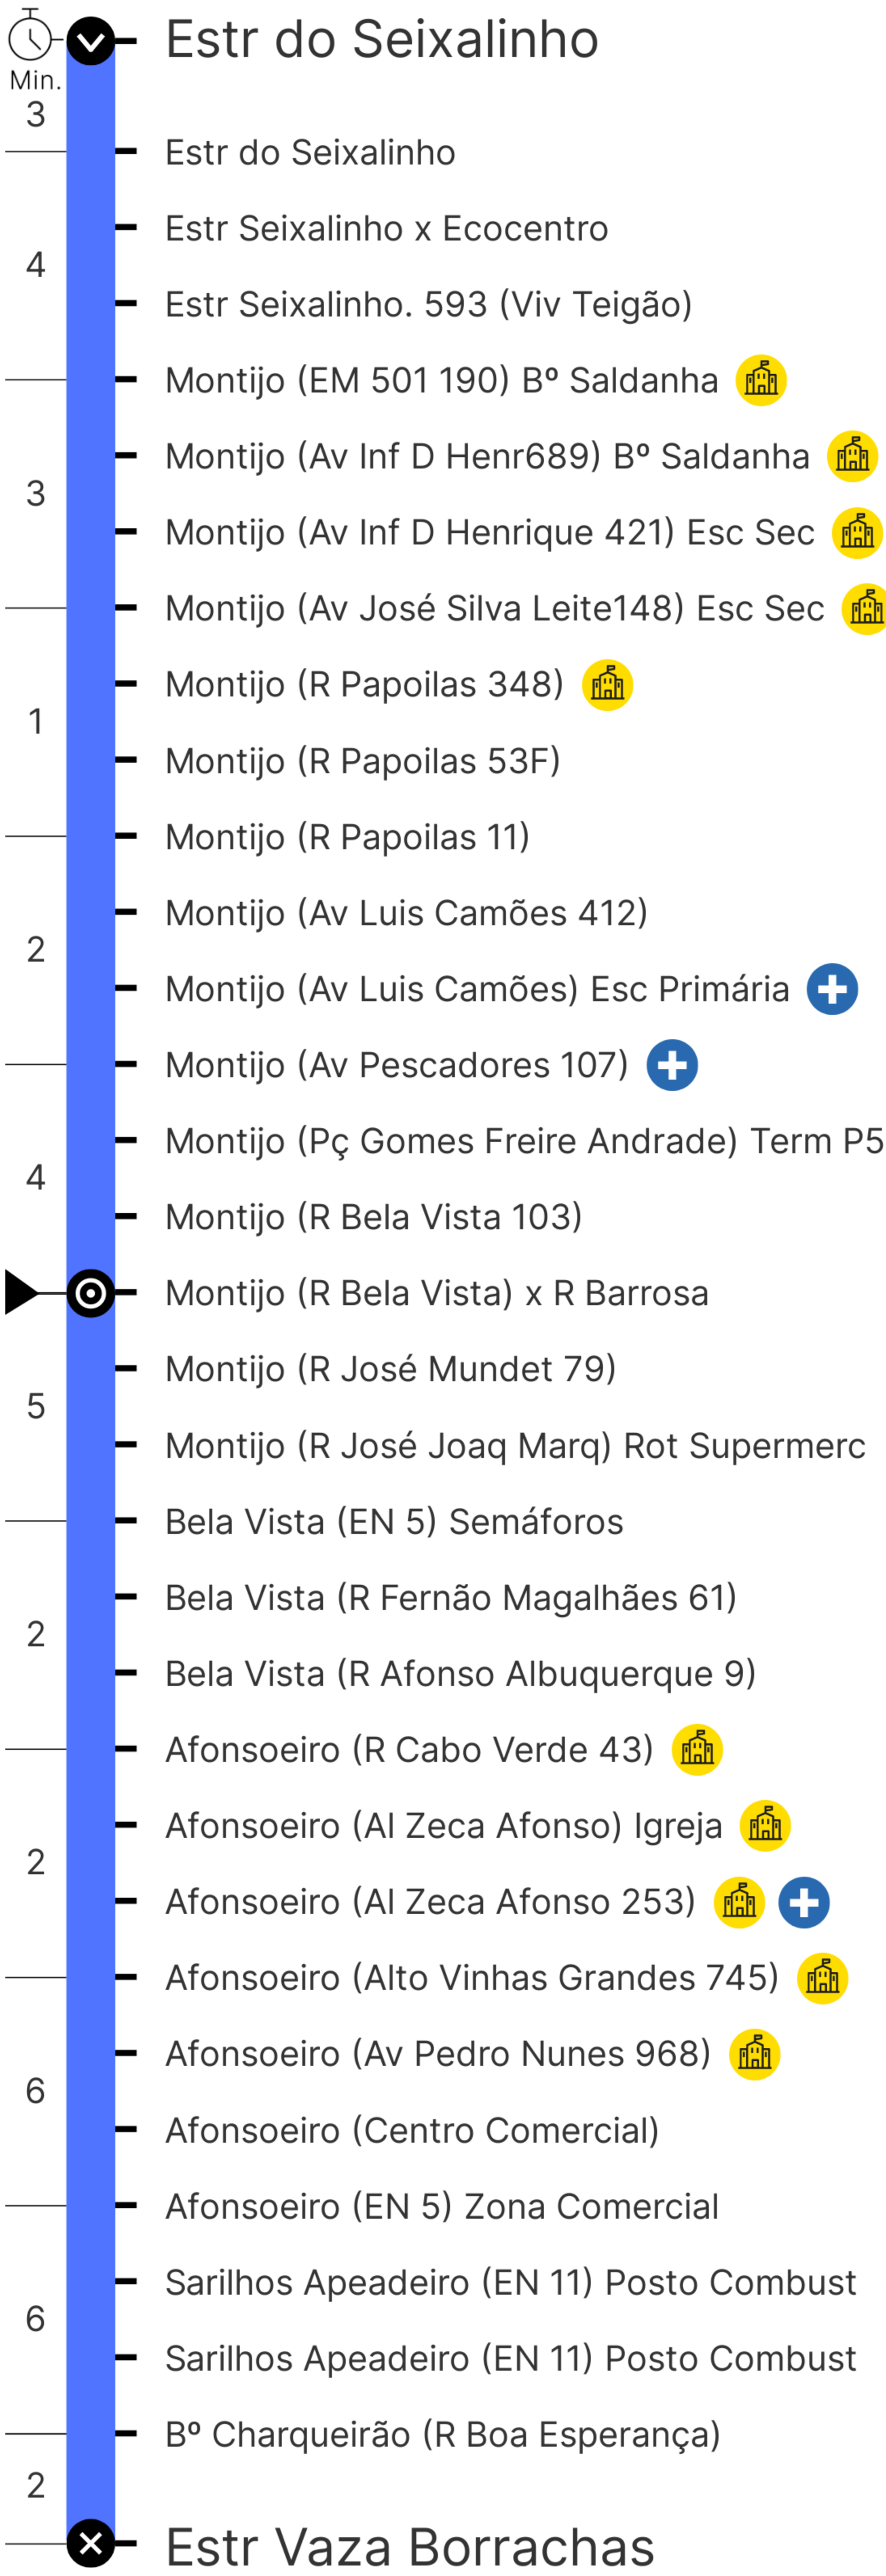 Estr do Seixalinho
Min.
3
Estr do Seixalinho
Estr Seixalinho x Ecocentro
4
Estr Seixalinho. 593 (Viv Teigão)
Montijo (EM 501 190) Bº Saldanha
Montijo (Av Inf D Henr689) Bº Saldanha
3
Montijo (Av Inf D Henrique 421) Esc Sec
Montijo (Av José Silva Leite148) Esc Sec
Montijo (R Papoilas 348)
1
Montijo (R Papoilas 53F)
Montijo (R Papoilas 11)
Montijo (Av Luis Camões 412)
2
Montijo (Av Luis Camões) Esc Primária
Montijo (Av Pescadores 107)
Montijo (Pç Gomes Freire Andrade) Term P5
4
Montijo (R Bela Vista 103)
Montijo (R Bela Vista) x R Barrosa
Montijo (R José Mundet 79)
5
Montijo (R José Joaq Marq) Rot Supermerc
Bela Vista (EN 5) Semáforos
Bela Vista (R Fernão Magalhães 61)
2
Bela Vista (R Afonso Albuquerque 9)
Afonsoeiro (R Cabo Verde 43)
Afonsoeiro (Al Zeca Afonso) Igreja
2
Afonsoeiro (Al Zeca Afonso 253)
Afonsoeiro (Alto Vinhas Grandes 745)
Afonsoeiro (Av Pedro Nunes 968)
6
Afonsoeiro (Centro Comercial)
Afonsoeiro (EN 5) Zona Comercial
Sarilhos Apeadeiro (EN 11) Posto Combust
6
Sarilhos Apeadeiro (EN 11) Posto Combust
Bº Charqueirão (R Boa Esperança)
2
Estr Vaza Borrachas